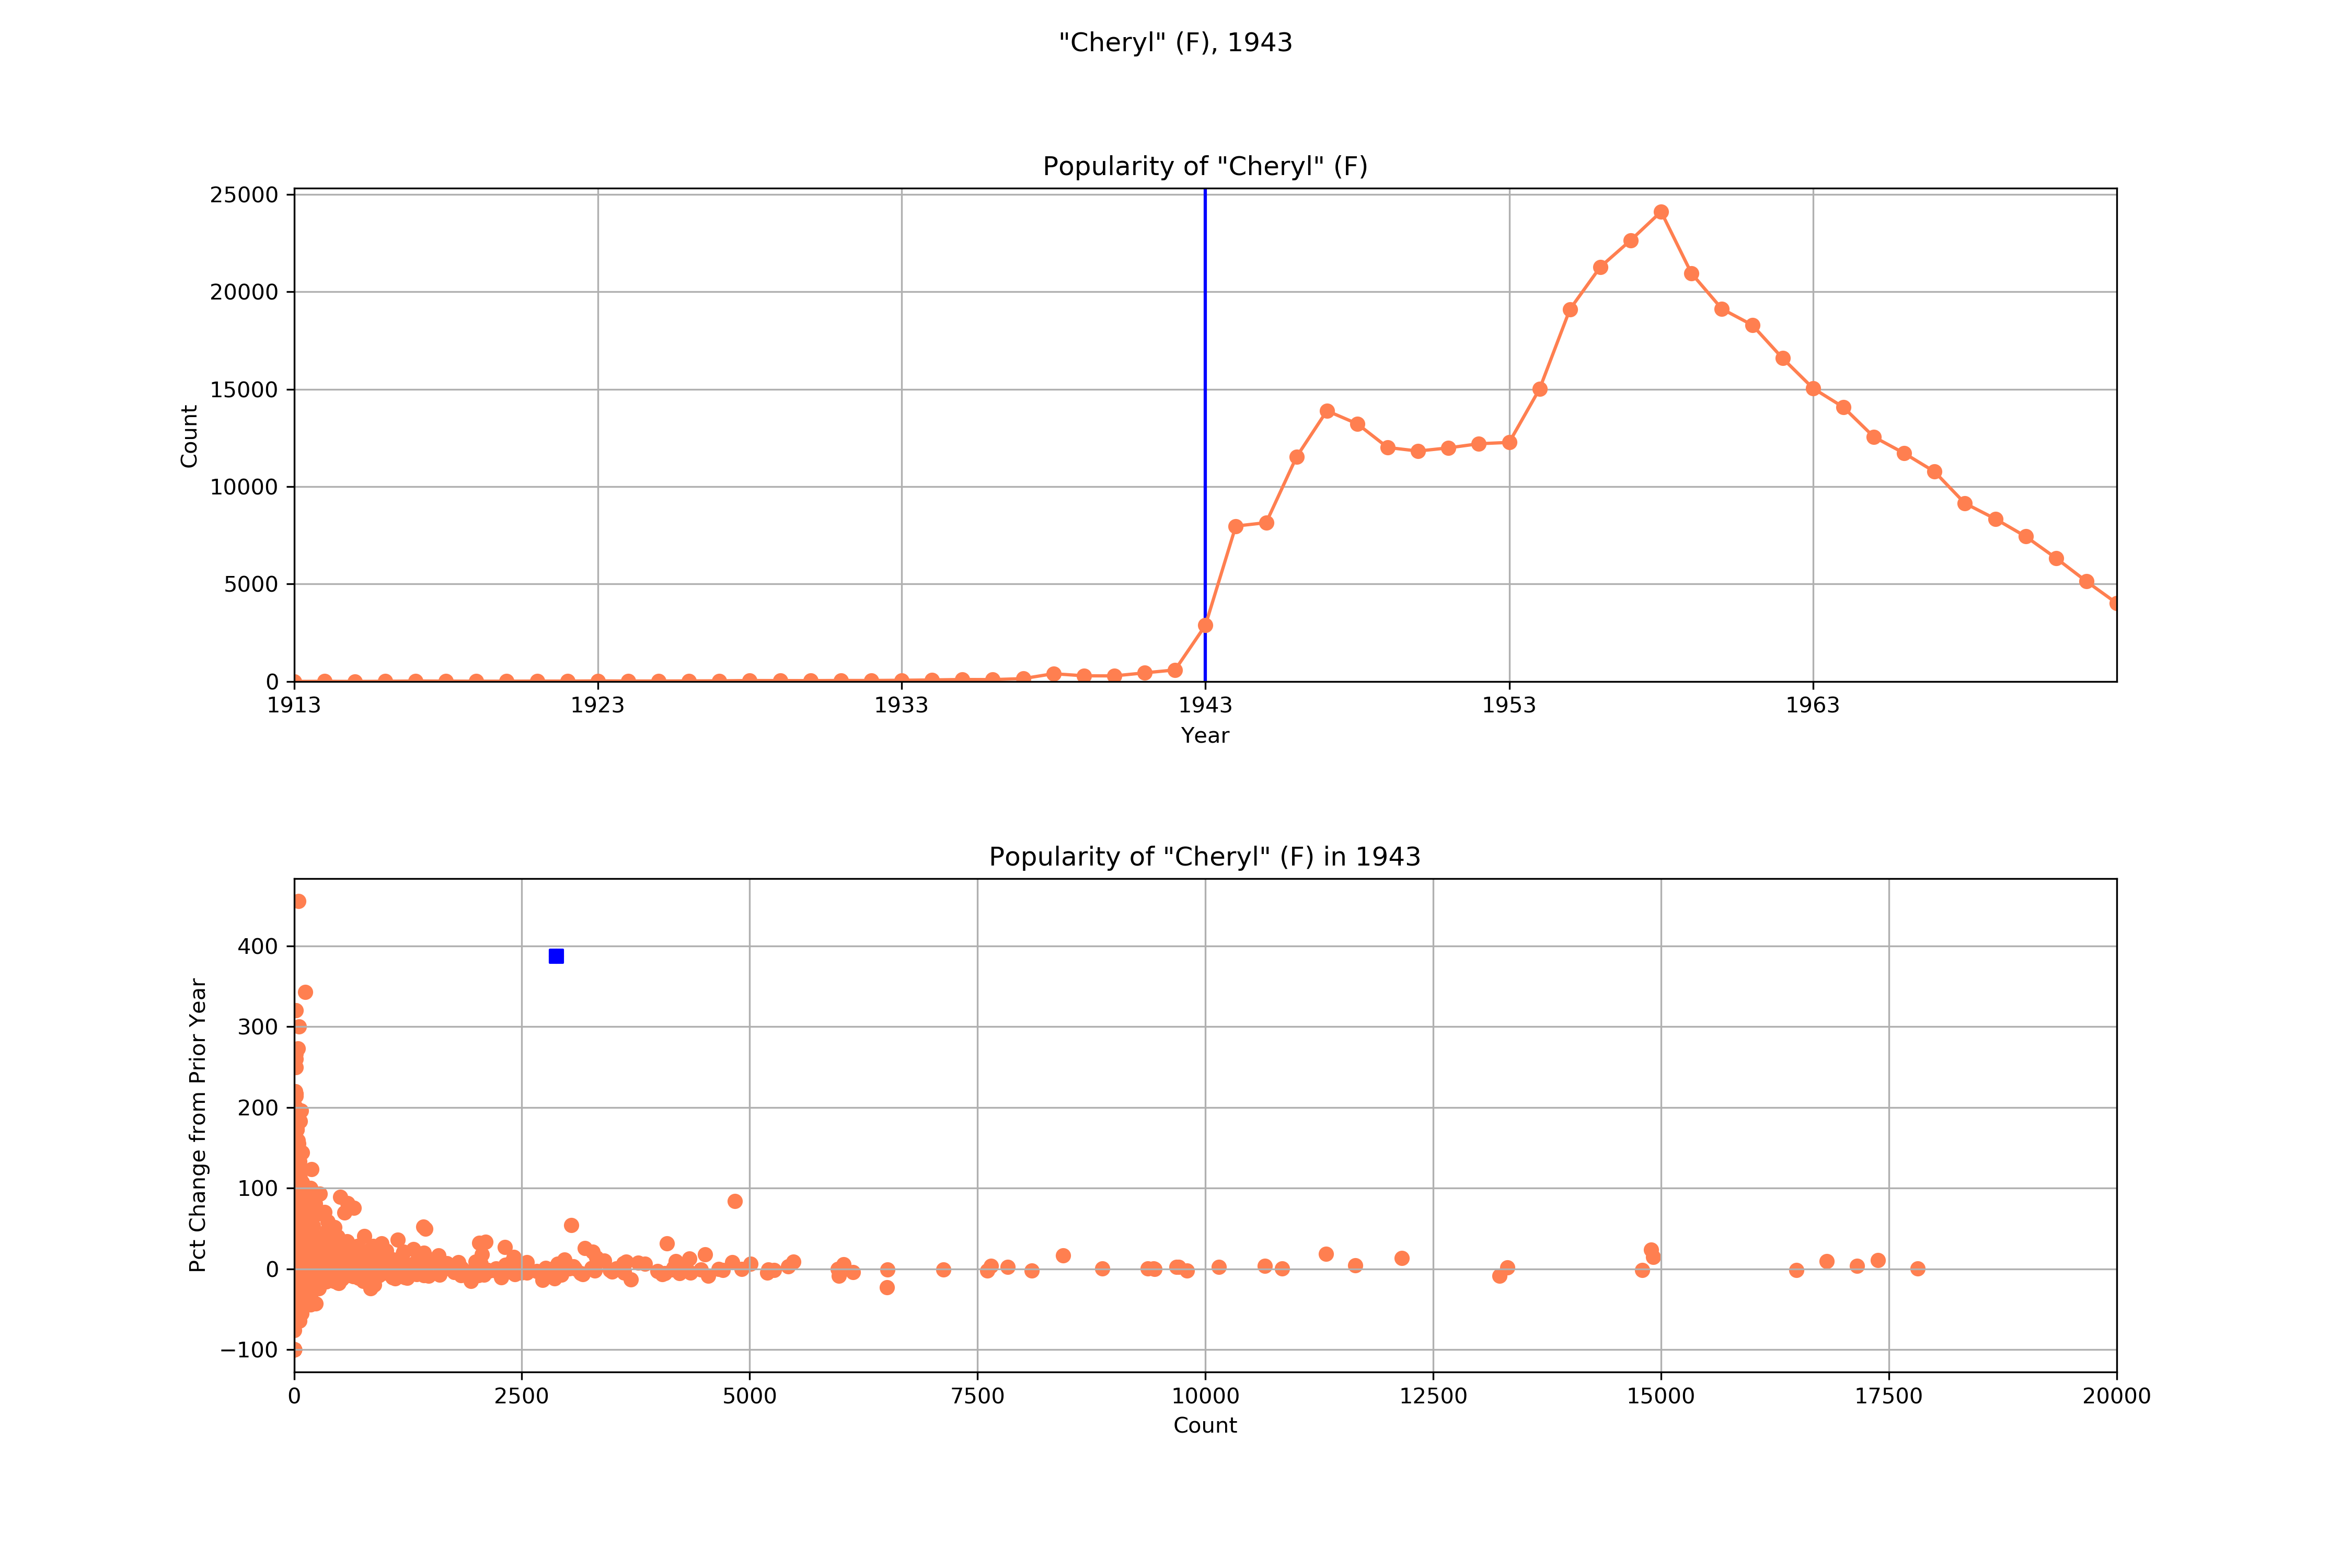 "Cheryl" (F), 1943
Popularity of "Cheryl" (F)
25000
20000
15000
10000
5000
0
Count
1913 1923 1933 1943 1953 1963
Year
Popularity of "Cheryl" (F) in 1943
400
300
200
100
0
−100
Pct Change from Prior Year
0 2500 5000 7500 10000 12500 15000 17500 20000
Count